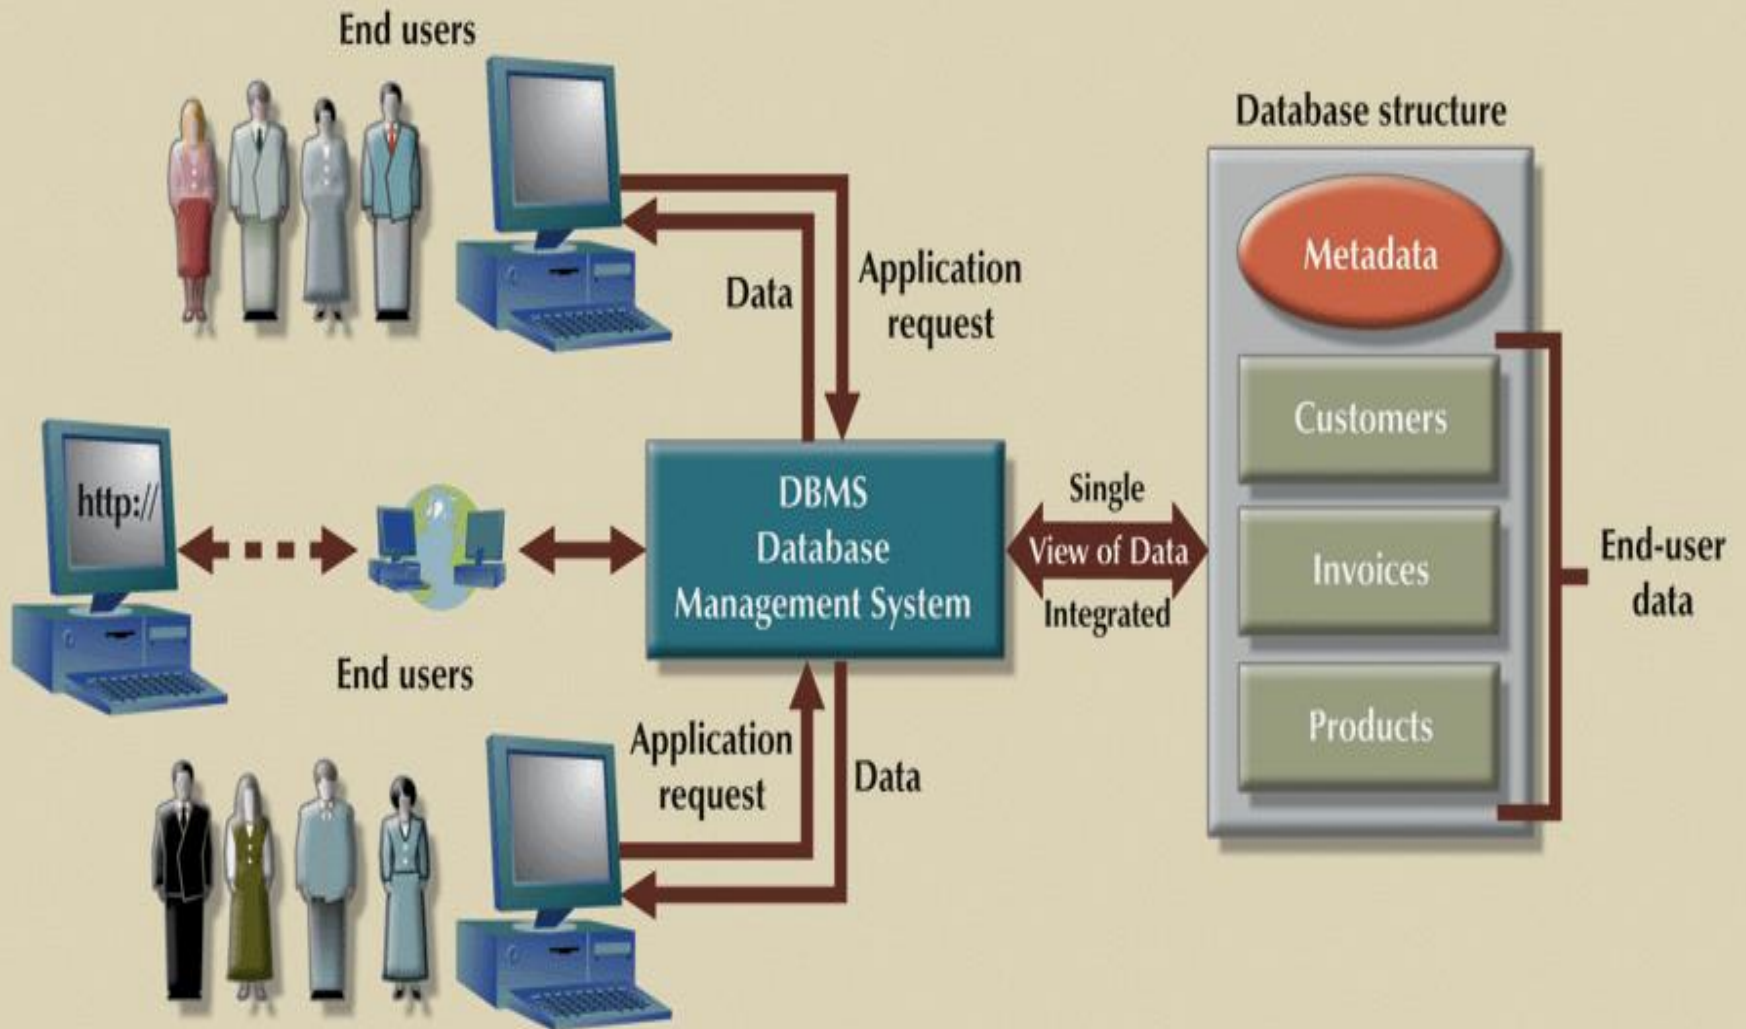 End users
Database structure
Metadata
Data
Application
request
Customers
http://
DBMS
Database
Management System
Single
View of Data
Integrated
Invoices
End-user
data
End users
Application
request
Data
Products